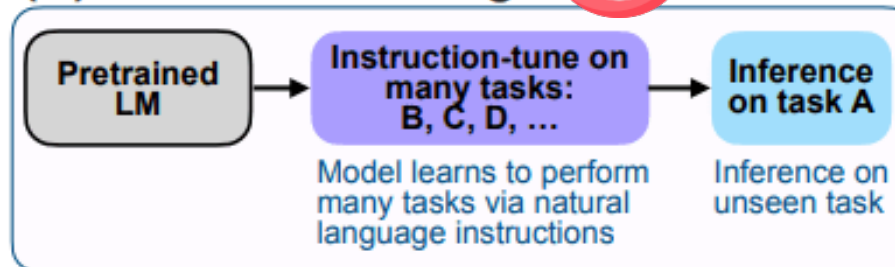 Pretrained
LM
Instruction-tune on
many tasks:
B, C, D, …
Inference
on task A
Model learns to perform
many tasks via natural
language instructions
Inference on
unseen task